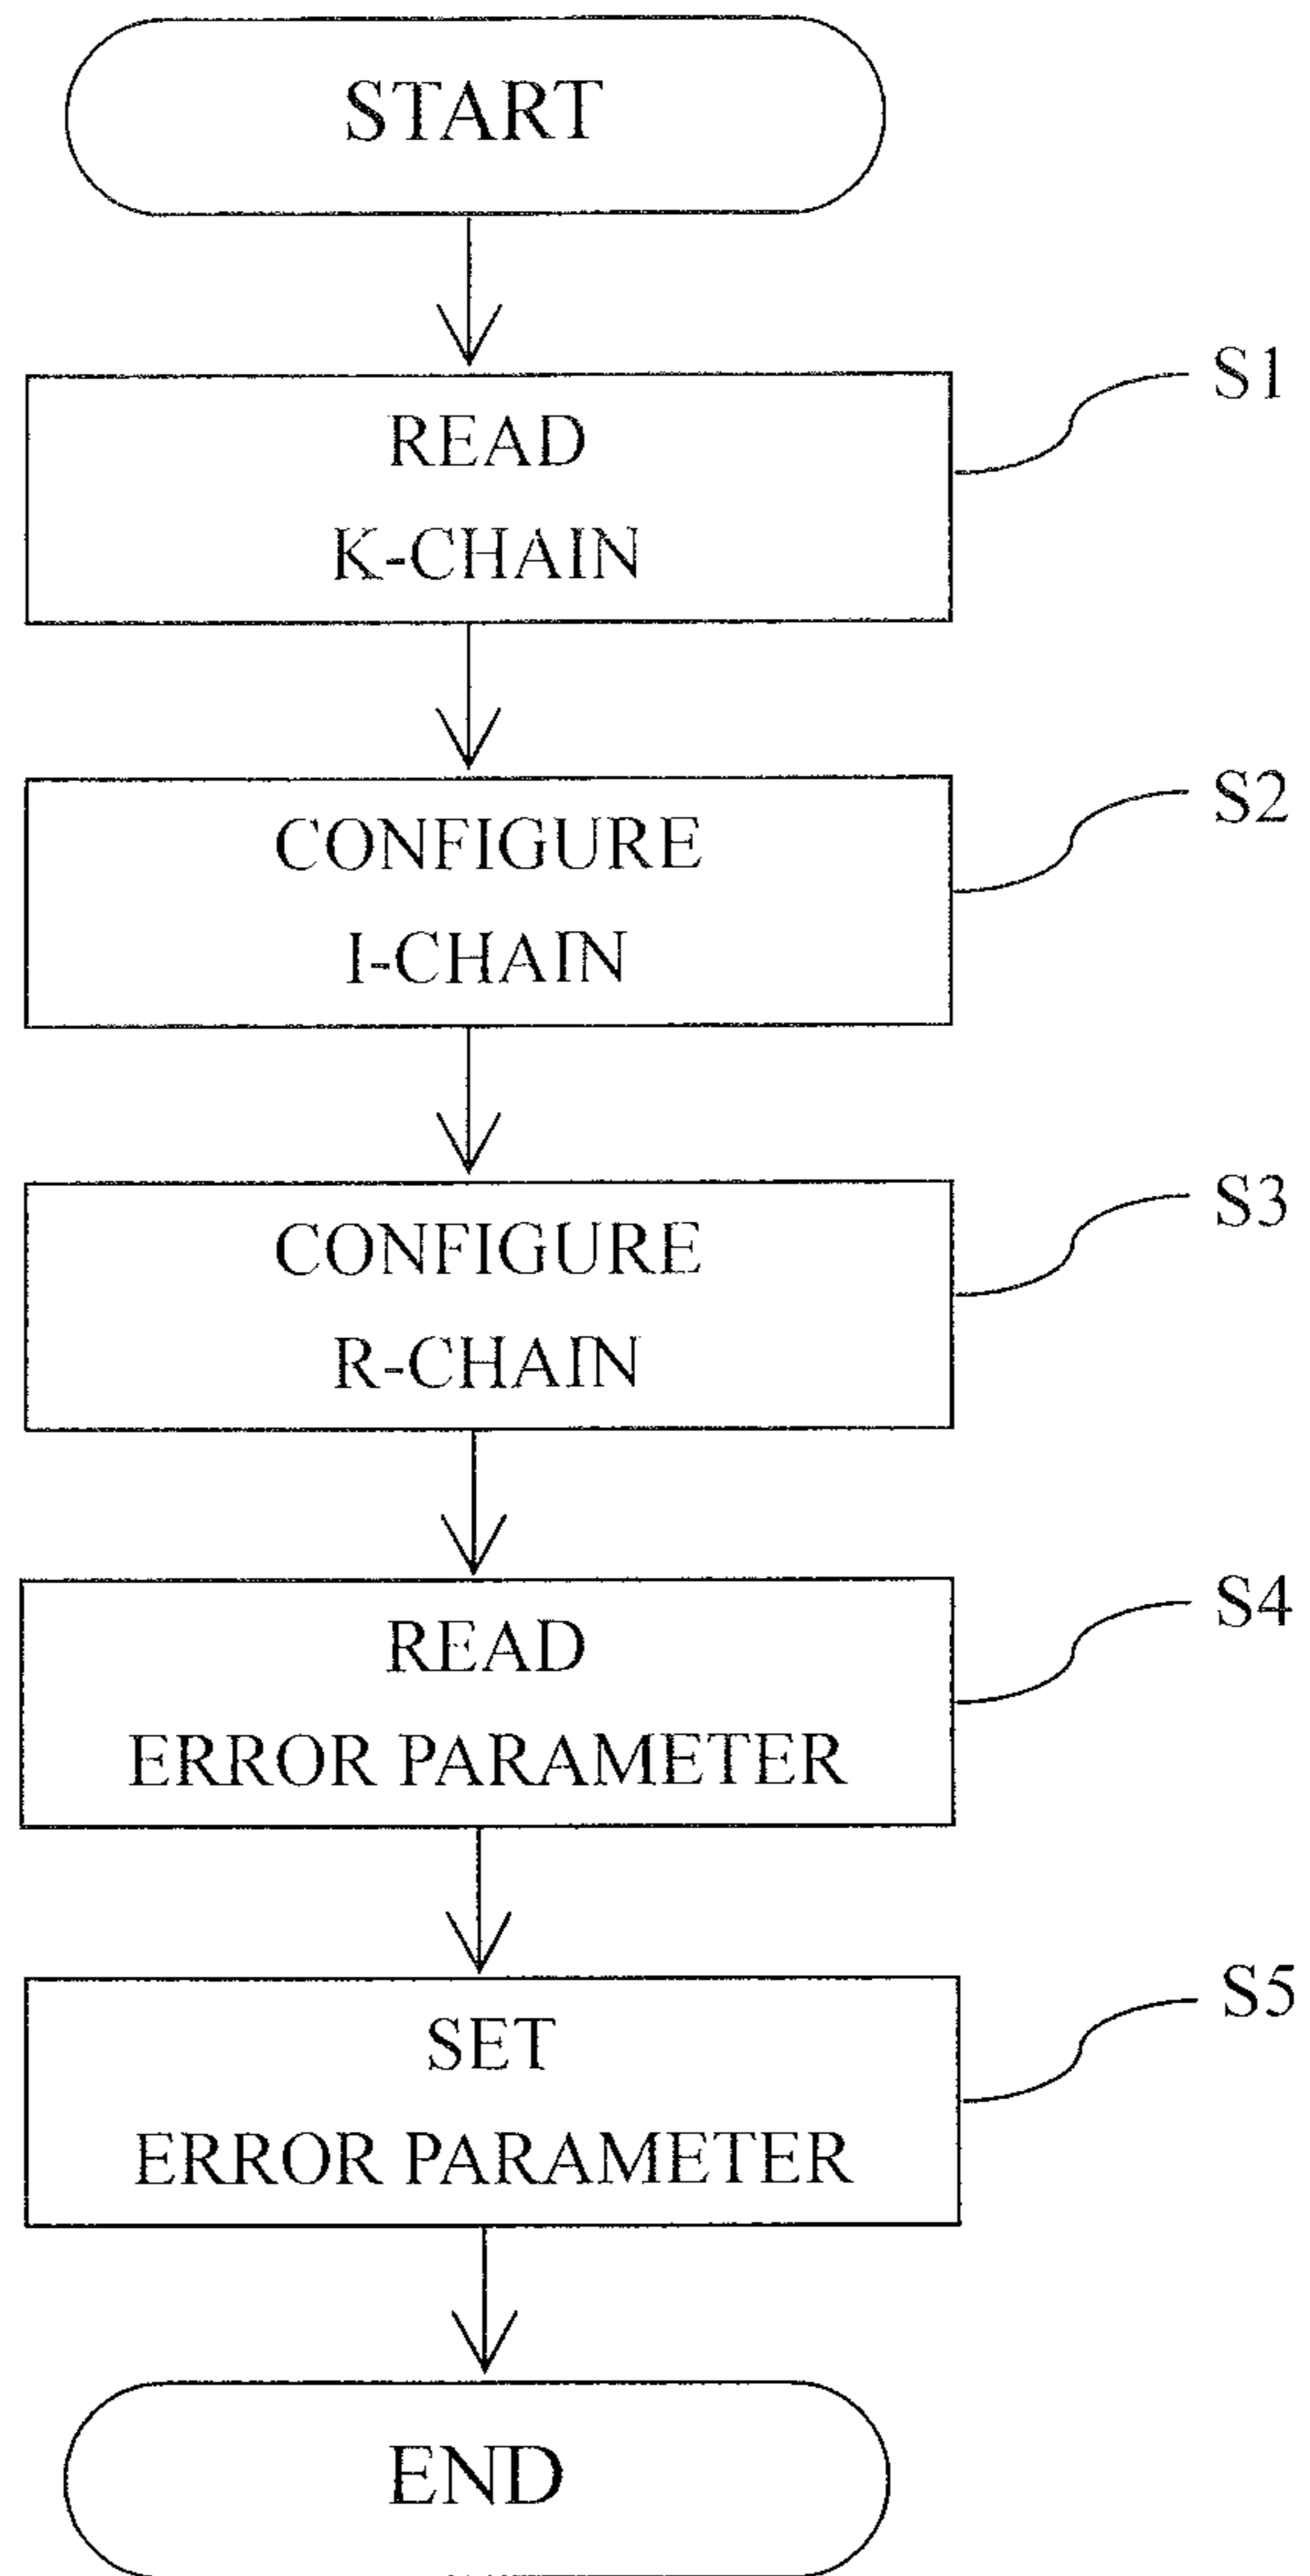 START
S1
READ
K-CHAIN
S2
CONFIGURE
I-CHAIN
S3
CONFIGURE
R-CHAIN
S4
READ
ERROR PARAMETER
S5
SET
ERROR PARAMETER
END